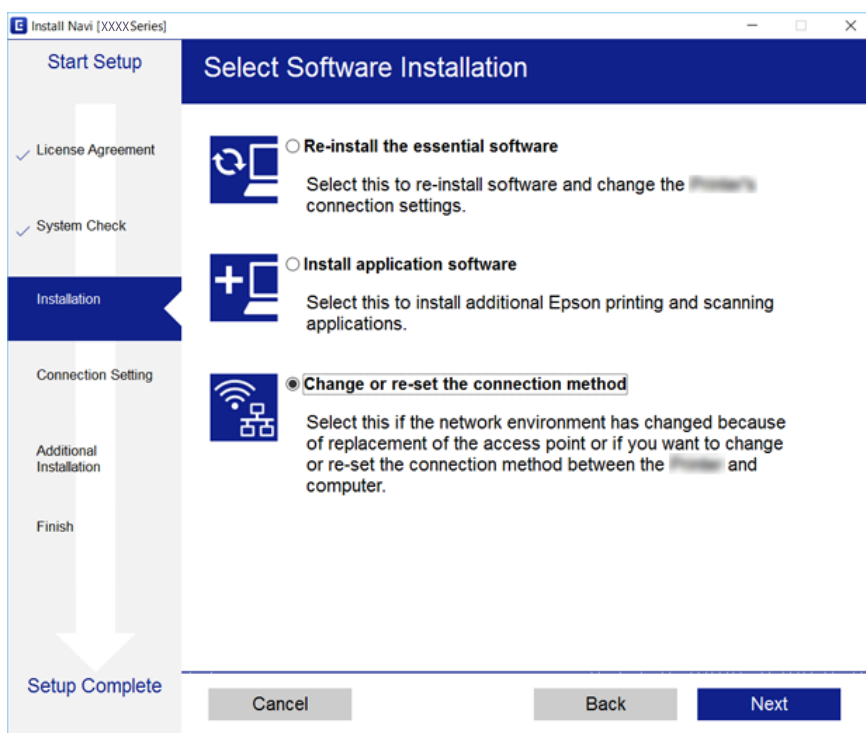 Install Navi [XXXXSeries]
Start Setup
License Agreement
System Check
Installation
Connection Setting
Additional
Installation
Finish
Setup Complete
Select Software Installation
Re-install the essential software
Select this to re-install software and change the
connection settings.
Install application software
Select this to install additional Epson printing and scanning
applications.
Change or re-set the connection method
Select this if the network environment has changed because
of replacement of the access point or if you want to change
or re-set the connection method between the and
computer.
Cancel
Back
Next